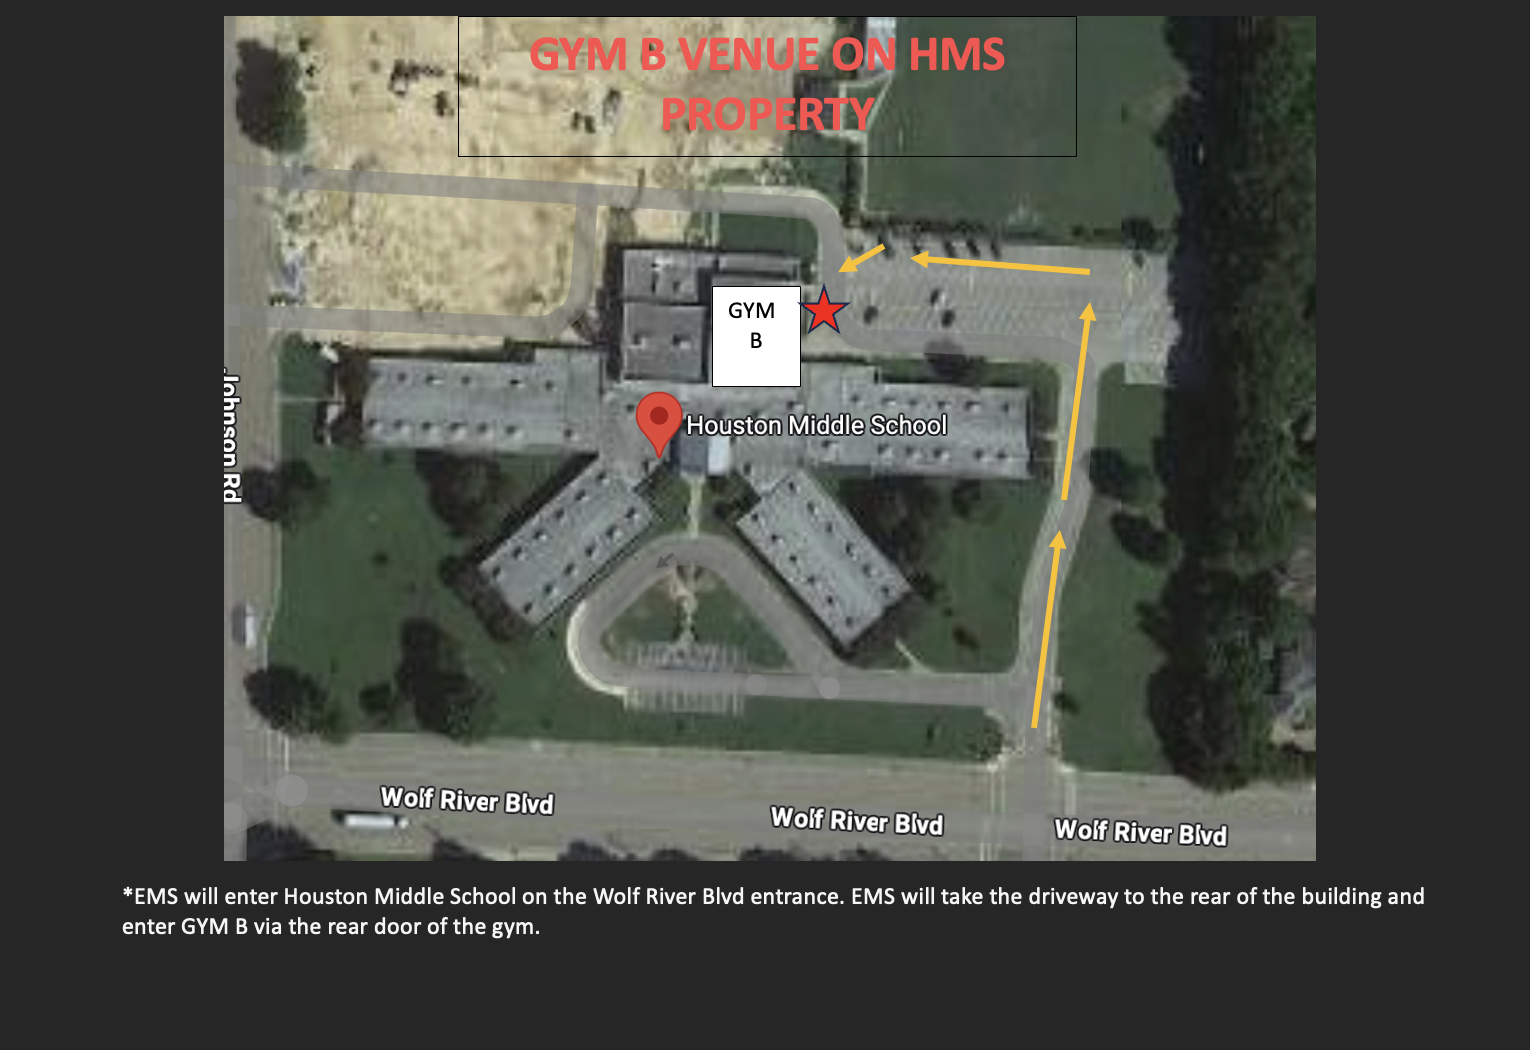 GYM B VENUE ON HMS
PROPERTY
GYM
B
Houston Middle School
Johnson Rd
Wolf River Blvd
Wolf River Blvd
Wolf River Blvd
*EMS will enter Houston Middle School on the Wolf River Blvd entrance. EMS will take the driveway to the rear of the building and
enter GYM B via the rear door of the gym.